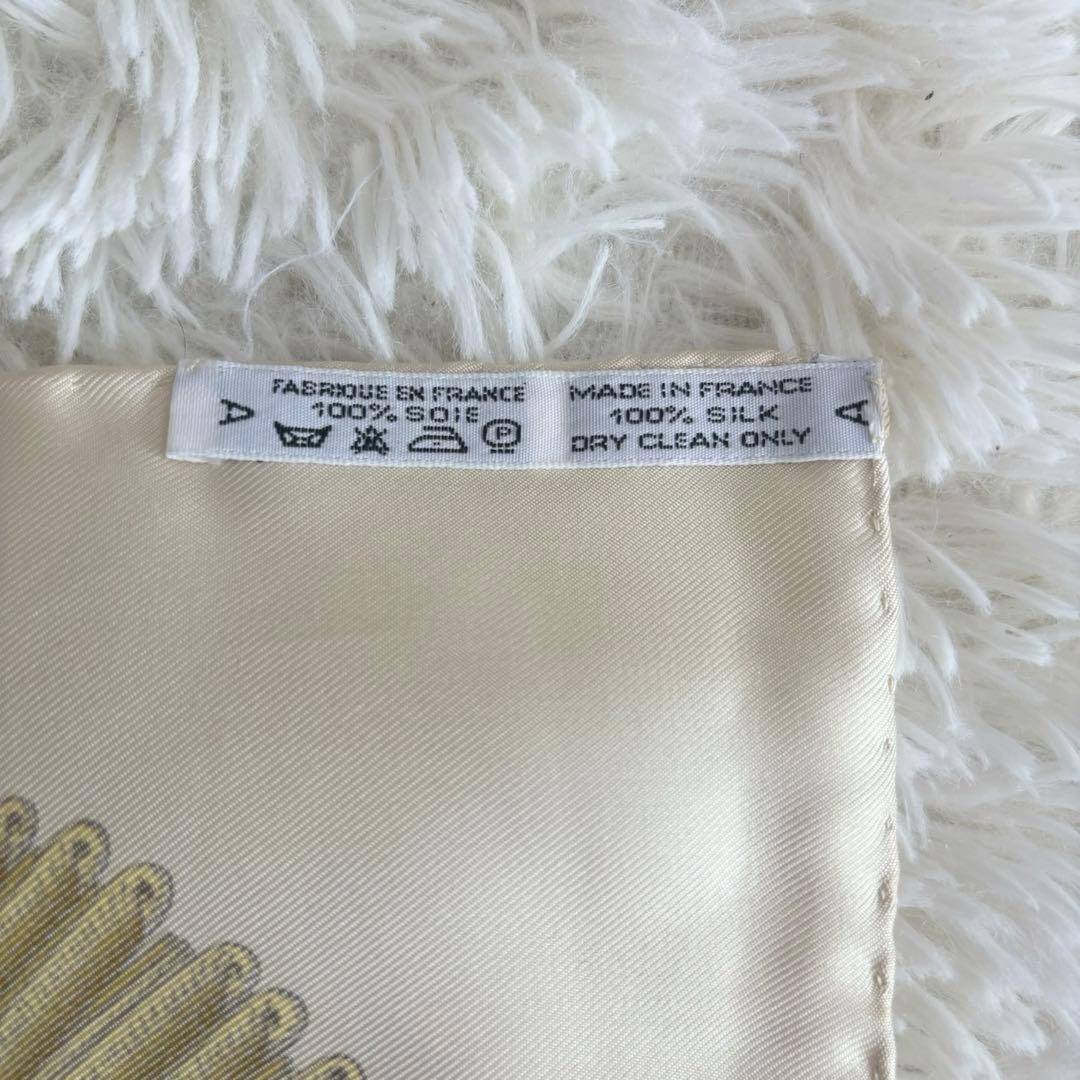 A
FABRIQUE EN FRANCE
100% SOIE
P
MADE IN FRANCE
100% SILK
DRY CLEAN ONLY
A